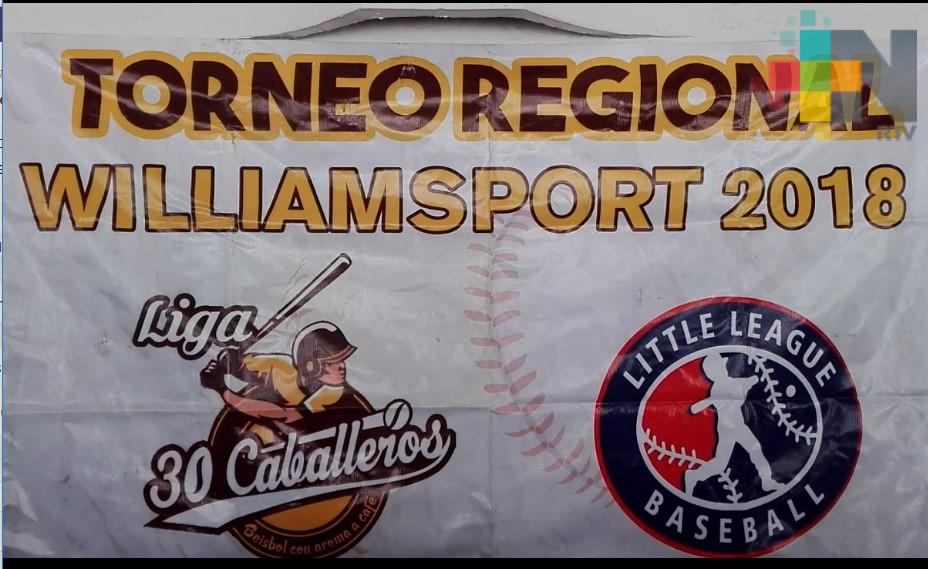 TORNEO REGIONAL
WILLIAMSPORT 2018
Liga
30 Caballeros
Beisbol con aroma a café
LITTLE LEAGUE
BASEBALL
RTV